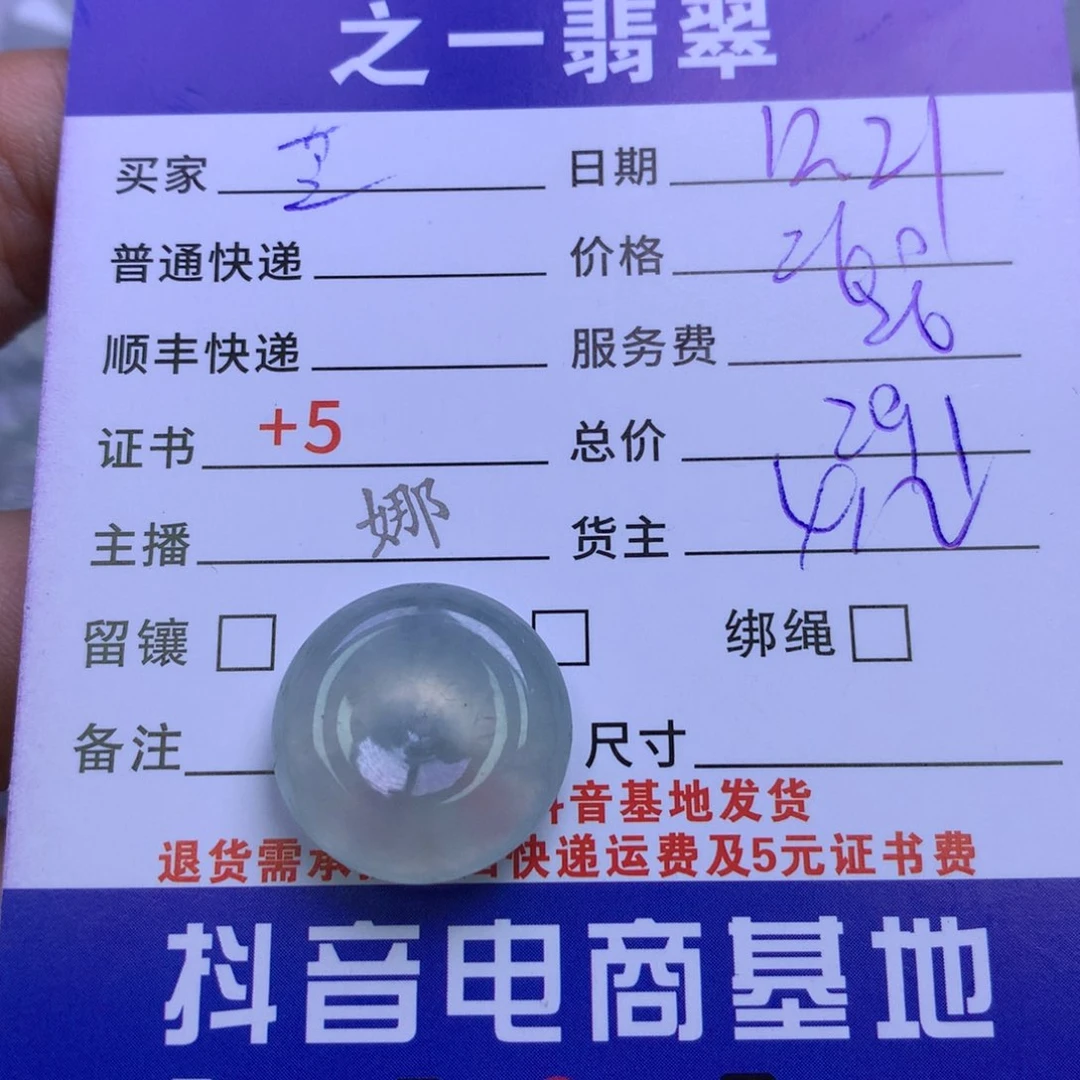 之一翡翠
买家 芝 日期 12.21
普通快递 价格 260
顺丰快递 服务费 26
证书 +5 总价 291
主播 娜 货主
留镶 绑绳
备注 尺寸
音基地发货
退货需承 快递运费及5元证书费
抖音电商基地